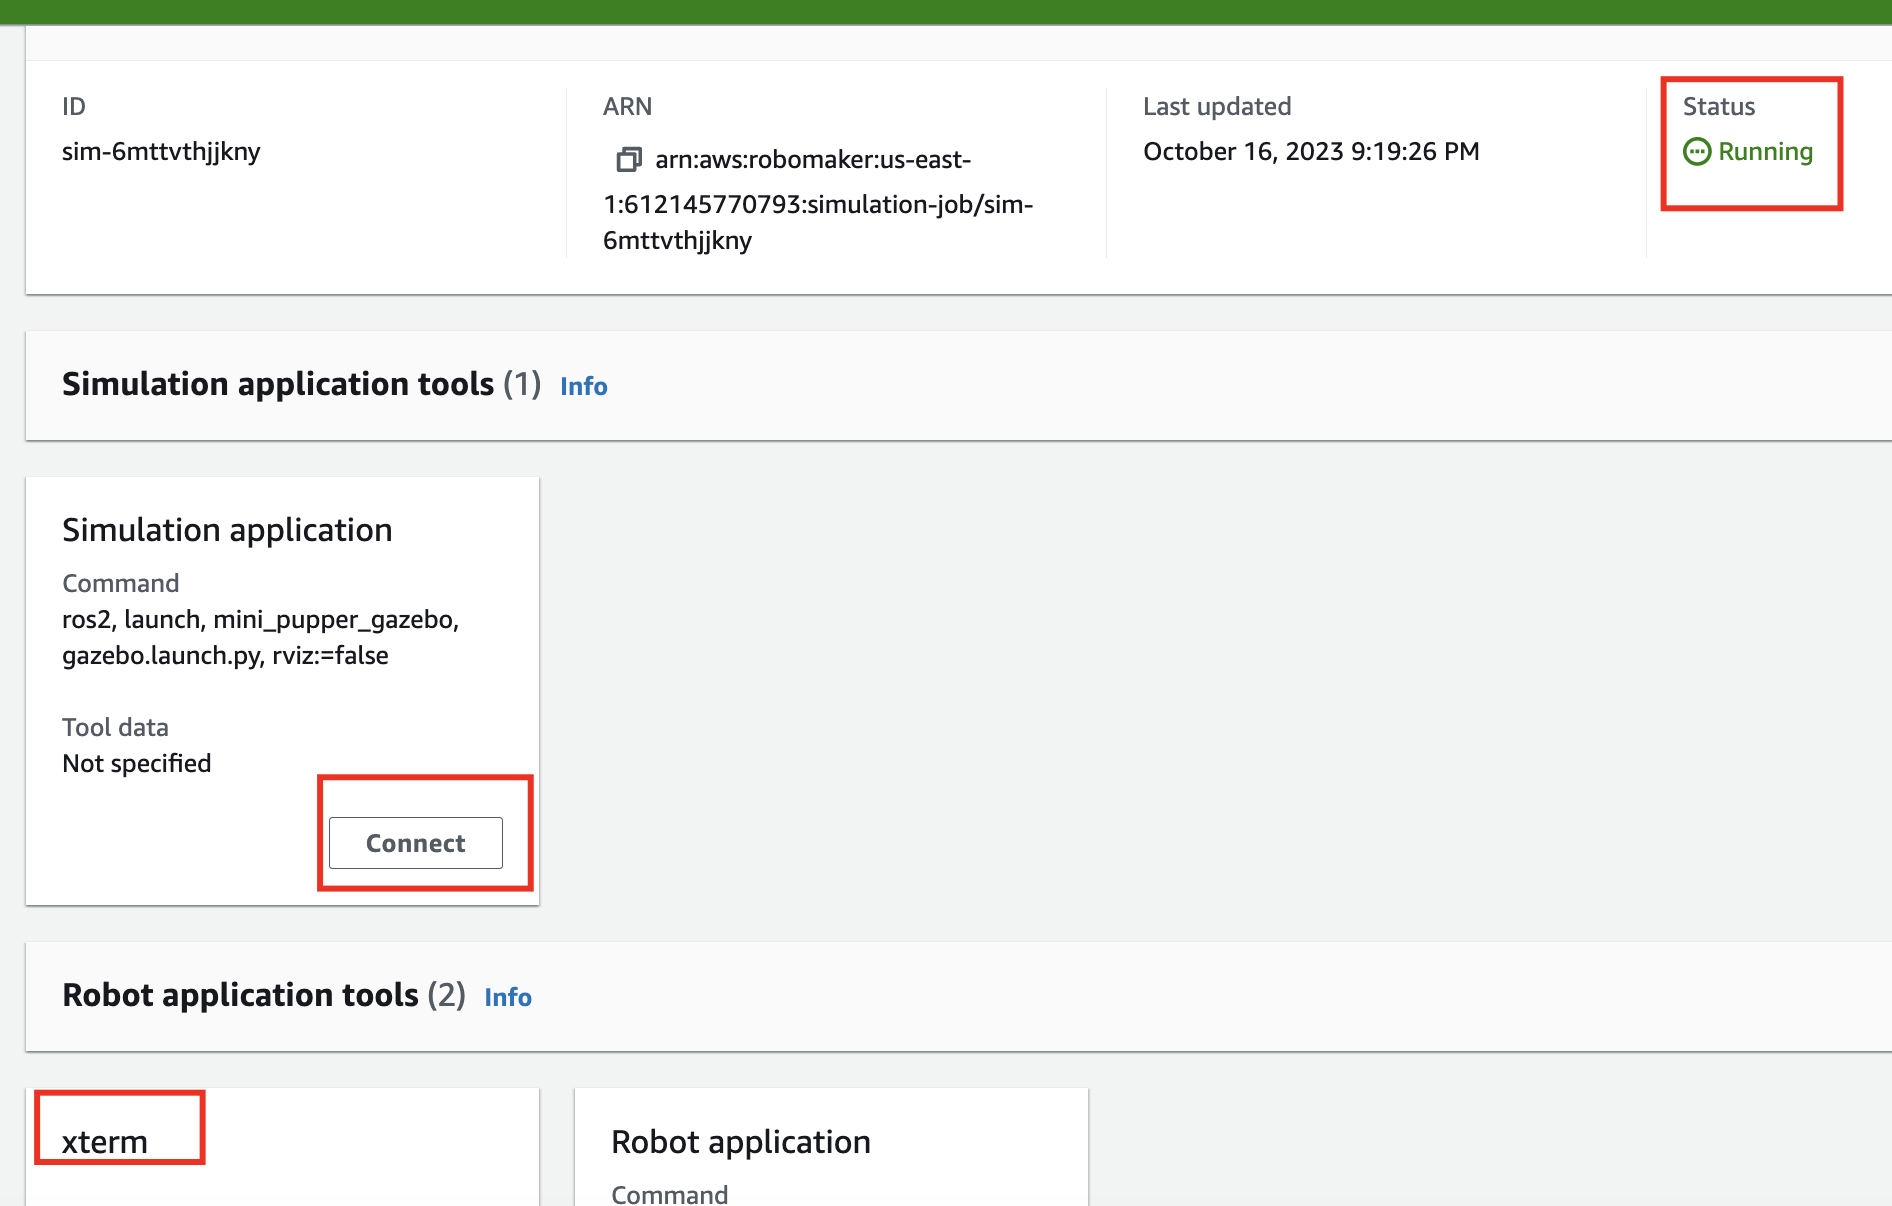 ID
sim-6mttvthjjkny
ARN
arn:aws:robomaker:us-east-
1:612145770793:simulation-job/sim-
6mttvthjjkny
Last updated
October 16, 2023 9:19:26 PM
Status
Running
Simulation application tools (1) Info
Simulation application
Command
ros2, launch, mini_pupper_gazebo,
gazebo.launch.py, rviz:=false
Tool data
Not specified
Connect
Robot application tools (2) Info
xterm
Robot application
Command